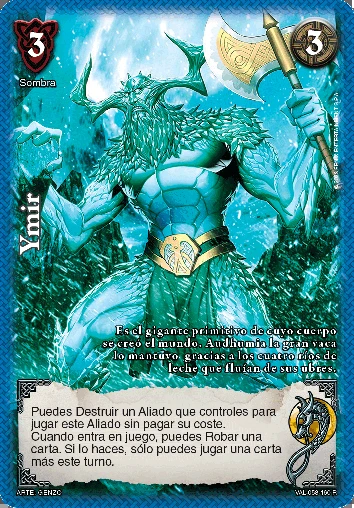 3
3
Sombra
Ymir
Es el gigante primitivo de cuyo cuerpo
se creó el mundo. Audhumla la gran vaca
lo mantuvo, gracias a los cuatro ríos de
leche que fluían de sus ubres.
Puedes Destruir un Aliado que controles para
jugar este Aliado sin pagar su coste.
Cuando entra en juego, puedes Robar una
carta. Si lo haces, sólo puedes jugar una carta
más este turno.
ARTE: GENZO
VAL-058-160-R